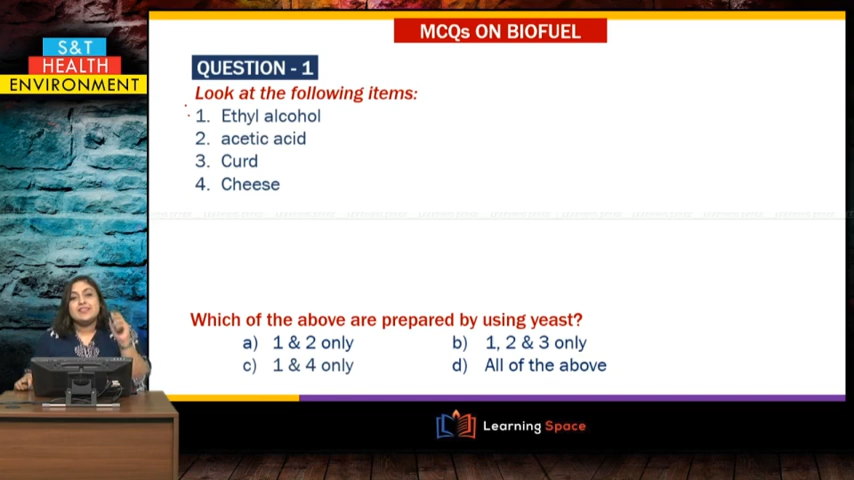 S&T
HEALTH
ENVIRONMENT
MCQs ON BIOFUEL
QUESTION - 1
Look at the following items:
1. Ethyl alcohol
2. acetic acid
3. Curd
4. Cheese
Which of the above are prepared by using yeast?
a) 1 & 2 only
b) 1, 2 & 3 only
c) 1 & 4 only
d) All of the above
Learning Space